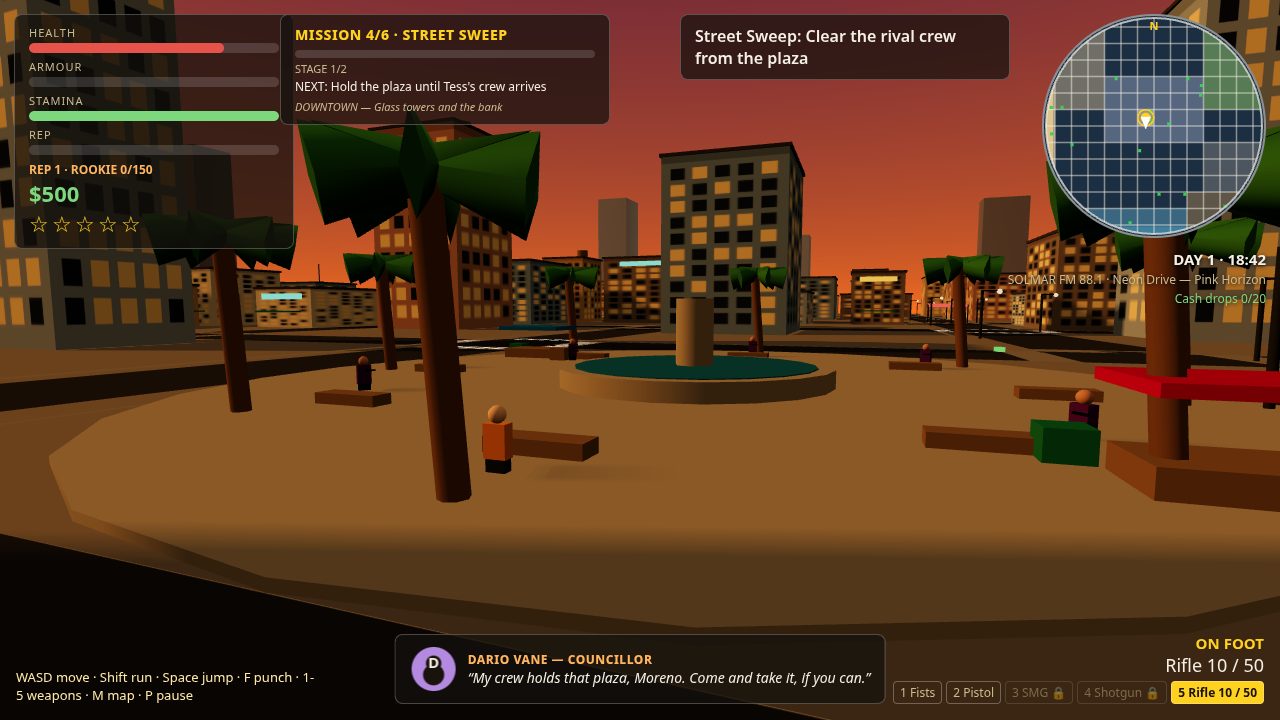 HEALTH
ARMOUR
STAMINA
REP
REP 1 · ROOKIE 0/150
$500
☆☆☆☆☆
MISSION 4/6 · STREET SWEEP
STAGE 1/2
NEXT: Hold the plaza until Tess's crew arrives
DOWNTOWN — Glass towers and the bank
Street Sweep: Clear the rival crew
from the plaza
N
DAY 1 · 18:42
SOLMAR FM 88.1 · Neon Drive — Pink Horizon
Cash drops 0/20
WASD move · Shift run · Space jump · F punch · 1-
5 weapons · M map · P pause
D
DARIO VANE — COUNCILLOR
“My crew holds that plaza, Moreno. Come and take it, if you can.”
ON FOOT
Rifle 10 / 50
1 Fists
2 Pistol
3 SMG 🔒
4 Shotgun 🔒
5 Rifle 10 / 50